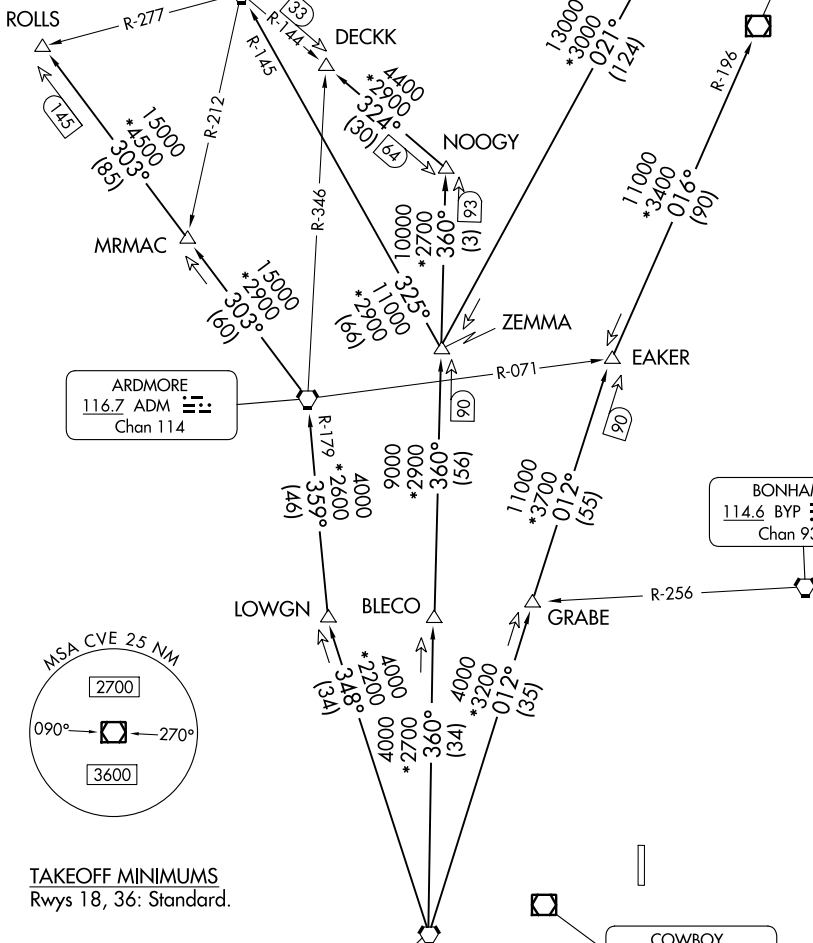 ROLLS
R-277
33
R-144
DECKK
R-145
13000
*3000
021°
(124)
R-196
145
15000
*4500
303°
(85)
R-212
4400
*2900
324°
(30)
64
NOOGY
R-346
93
10000
*2700
360°
(3)
11000
*3400
016°
(90)
MRMAC
15000
*2900
303°
(60)
325°
11000
*2900
(66)
ZEMMA
EAKER
R-071
ARDMORE
116.7 ADM
Chan 114
90
90
R-179
4000
*2600
359°
(46)
9000
*2900
360°
(56)
11000
*3700
012°
(55)
BONHAM
114.6 BYP
Chan 93
R-256
LOWGN
BLECO
GRABE
MSA CVE 25 NM
2700
090°
270°
3600
4000
*2200
348°
(34)
4000
*2700
360°
(34)
4000
*3200
012°
(35)
TAKEOFF MINIMUMS
Rwys 18, 36: Standard.
COWBOY